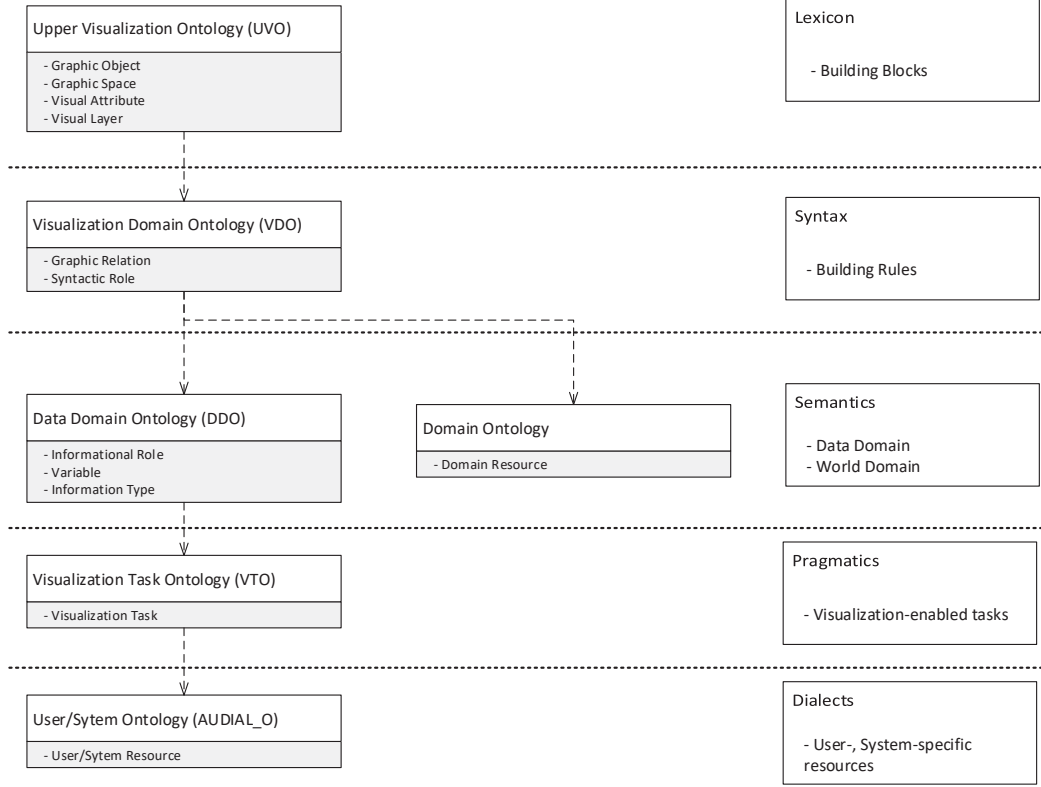 Upper Visualization Ontology (UVO)
- Graphic Object
- Graphic Space
- Visual Attribute
- Visual Layer
Lexicon
- Building Blocks
Visualization Domain Ontology (VDO)
- Graphic Relation
- Syntactic Role
Syntax
- Building Rules
Data Domain Ontology (DDO)
- Informational Role
- Variable
- Information Type
Domain Ontology
- Domain Resource
Semantics
- Data Domain
- World Domain
Visualization Task Ontology (VTO)
- Visualization Task
Pragmatics
- Visualization-enabled tasks
User/Sytem Ontology (AUDIAL_O)
- User/Sytem Resource
Dialects
- User-, System-specific
resources